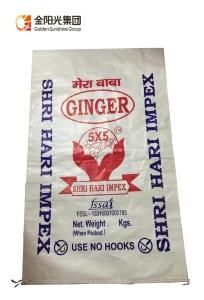 金阳光集团
Golden Sunshine Group
मेरा बाबा
GINGER
5X5
SHRI HARI IMPEX
SHRI HARI IMPEX
SHRI HARI IMPEX
fssai
Net. Weight Kgs.
(When Packed)
USE NO HOOKS